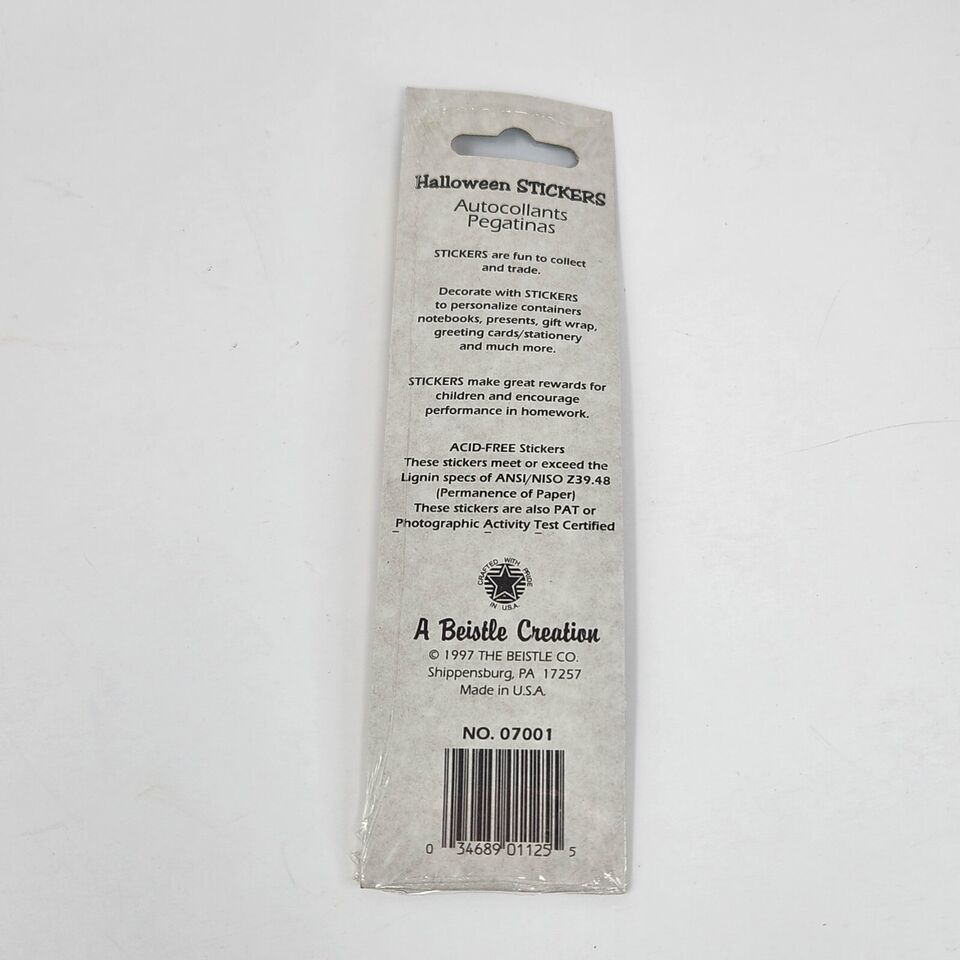 Halloween STICKERS
Autocollants
Pegatinas
STICKERS are fun to collect
and trade.
Decorate with STICKERS
to personalize containers
notebooks, presents, gift wrap,
greeting cards/stationery
and much more.
STICKERS make great rewards for
children and encourage
performance in homework.
ACID-FREE Stickers
These stickers meet or exceed the
Lignin specs of ANSI/NISO Z39.48
(Permanence of Paper)
These stickers are also PAT or
Photographic Activity Test Certified
CRAFTED WITH PRIDE
IN U.S.A.
A Beistle Creation
© 1997 THE BEISTLE CO.
Shippensburg, PA 17257
Made in U.S.A.
NO. 07001
0 34689 01125 5